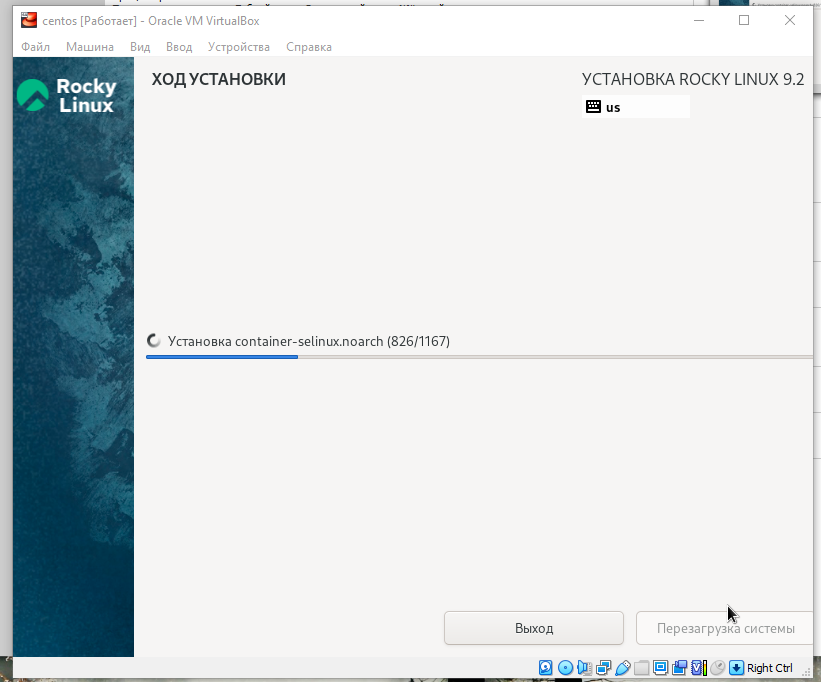 centos [Работает] - Oracle VM VirtualBox
Файл Машина Вид Ввод Устройства Справка
Rocky
Linux
ХОД УСТАНОВКИ
УСТАНОВКА ROCKY LINUX 9.2
us
Установка container-selinux.noarch (826/1167)
Выход
Перезагрузка системы
Right Ctrl